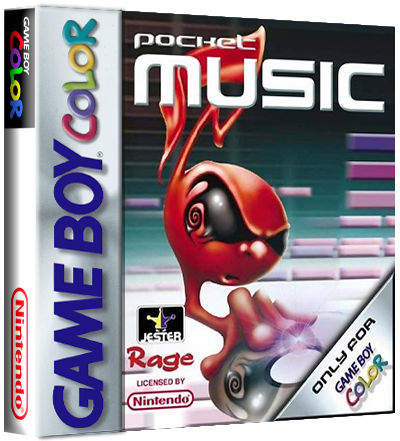 GAME BOY
COLOR
Nintendo
GAME BOY COLOR
pocket
MUSIC
JESTER
Rage
LICENSED BY
Nintendo
ONLY FOR
GAME BOY
COLOR